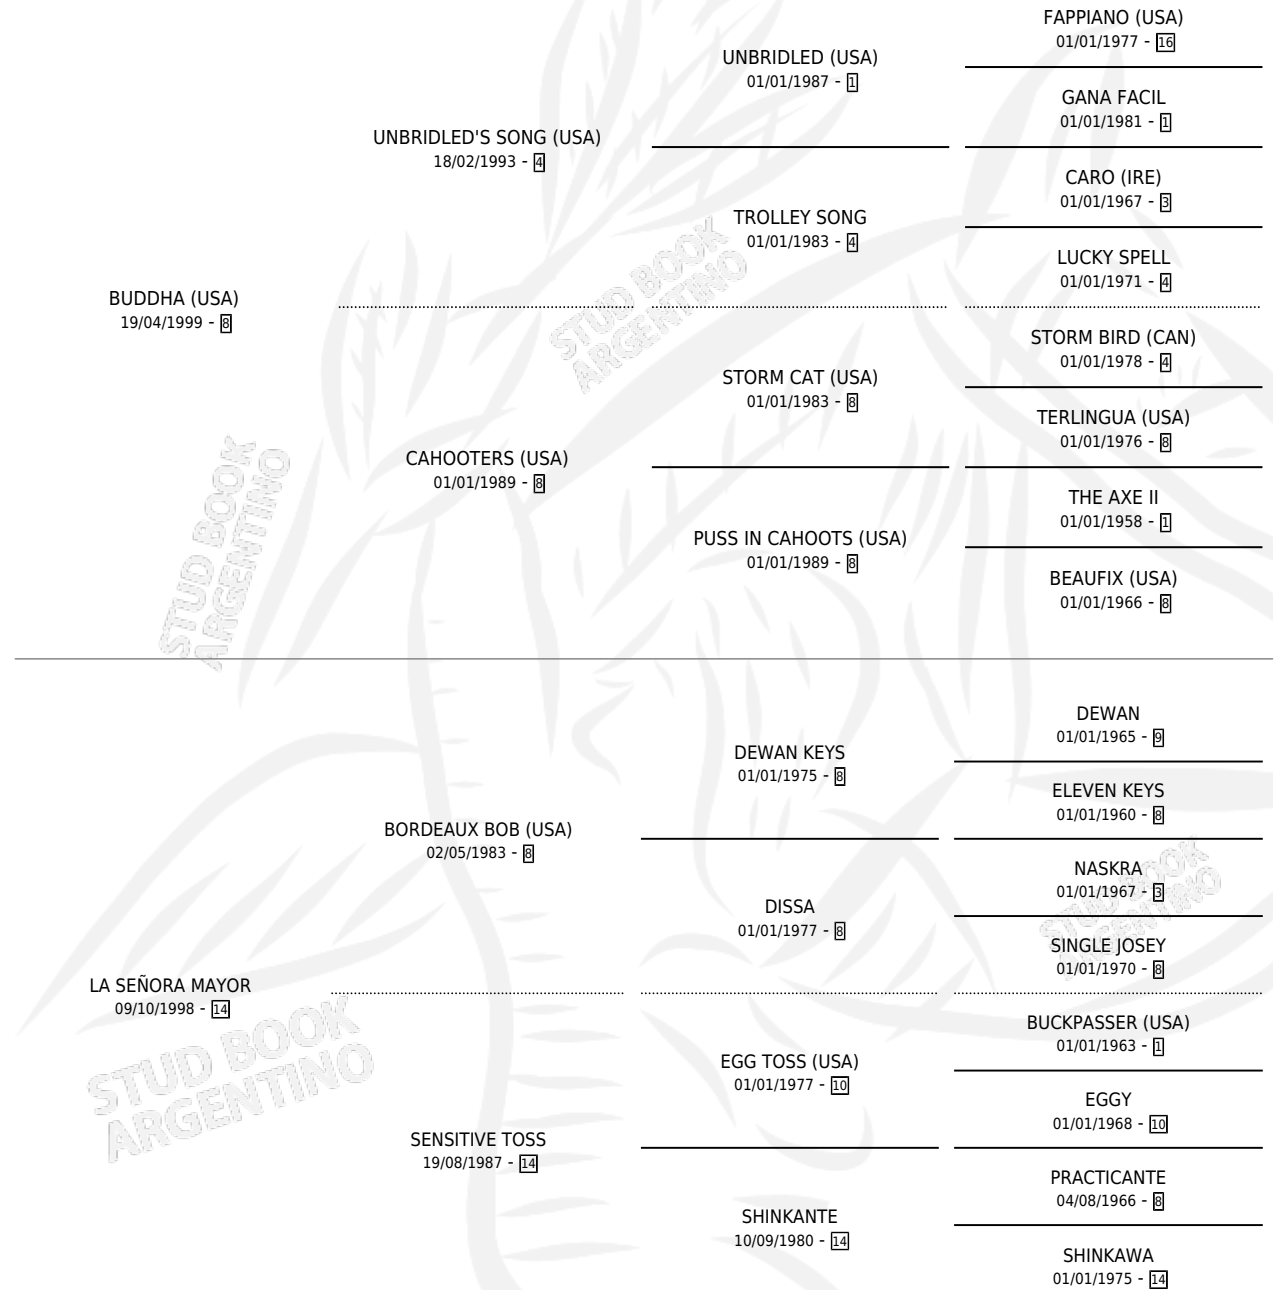 FAPPIANO (USA)
01/01/1977 - 16
UNBRIDLED (USA)
01/01/1987 - 1
GANA FACIL
01/01/1981 - 1
UNBRIDLED'S SONG (USA)
18/02/1993 - 4
CARO (IRE)
01/01/1967 - 3
TROLLEY SONG
01/01/1983 - 4
LUCKY SPELL
01/01/1971 - 4
BUDDHA (USA)
19/04/1999 - 8
STORM BIRD (CAN)
01/01/1978 - 4
STORM CAT (USA)
01/01/1983 - 8
TERLINGUA (USA)
01/01/1976 - 8
CAHOOTERS (USA)
01/01/1989 - 8
THE AXE II
01/01/1958 - 1
PUSS IN CAHOOTS (USA)
01/01/1989 - 8
BEAUFIX (USA)
01/01/1966 - 8
DEWAN
01/01/1965 - 9
DEWAN KEYS
01/01/1975 - 8
ELEVEN KEYS
01/01/1960 - 8
BORDEAUX BOB (USA)
02/05/1983 - 8
NASKRA
01/01/1967 - 3
DISSA
01/01/1977 - 8
SINGLE JOSEY
01/01/1970 - 8
LA SEÑORA MAYOR
09/10/1998 - 14
BUCKPASSER (USA)
01/01/1963 - 1
EGG TOSS (USA)
01/01/1977 - 10
EGGY
01/01/1968 - 10
SENSITIVE TOSS
19/08/1987 - 14
PRACTICANTE
04/08/1966 - 8
SHINKANTE
10/09/1980 - 14
SHINKAWA
01/01/1975 - 14
STUD BOOK
ARGENTINO
STUD BOOK
ARGENTINO
STUD BOOK
ARGENTINO
STUD BOOK
ARGENTINO